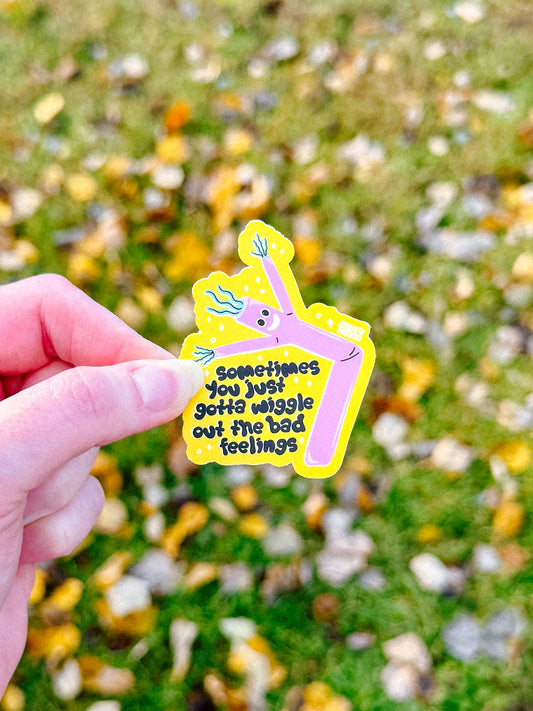 sometimes
you just
gotta wiggle
out the bad
feelings